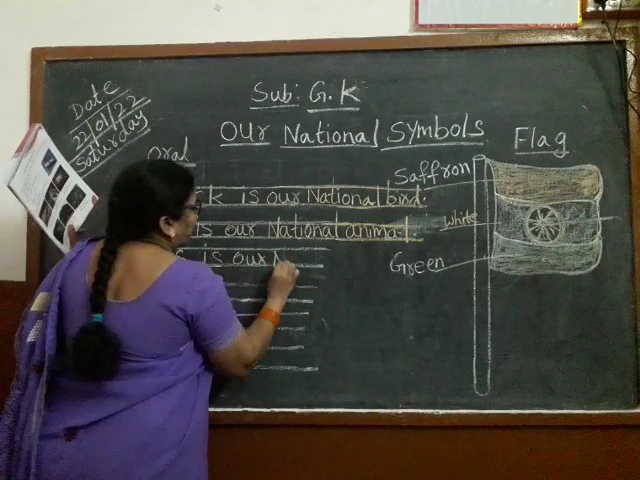 Date
22/01/22
Saturday
Sub: G.K
Our National Symbols
Flag
Oral
is our National bird.
is our National animal.
is our N
Saffron
White
Green